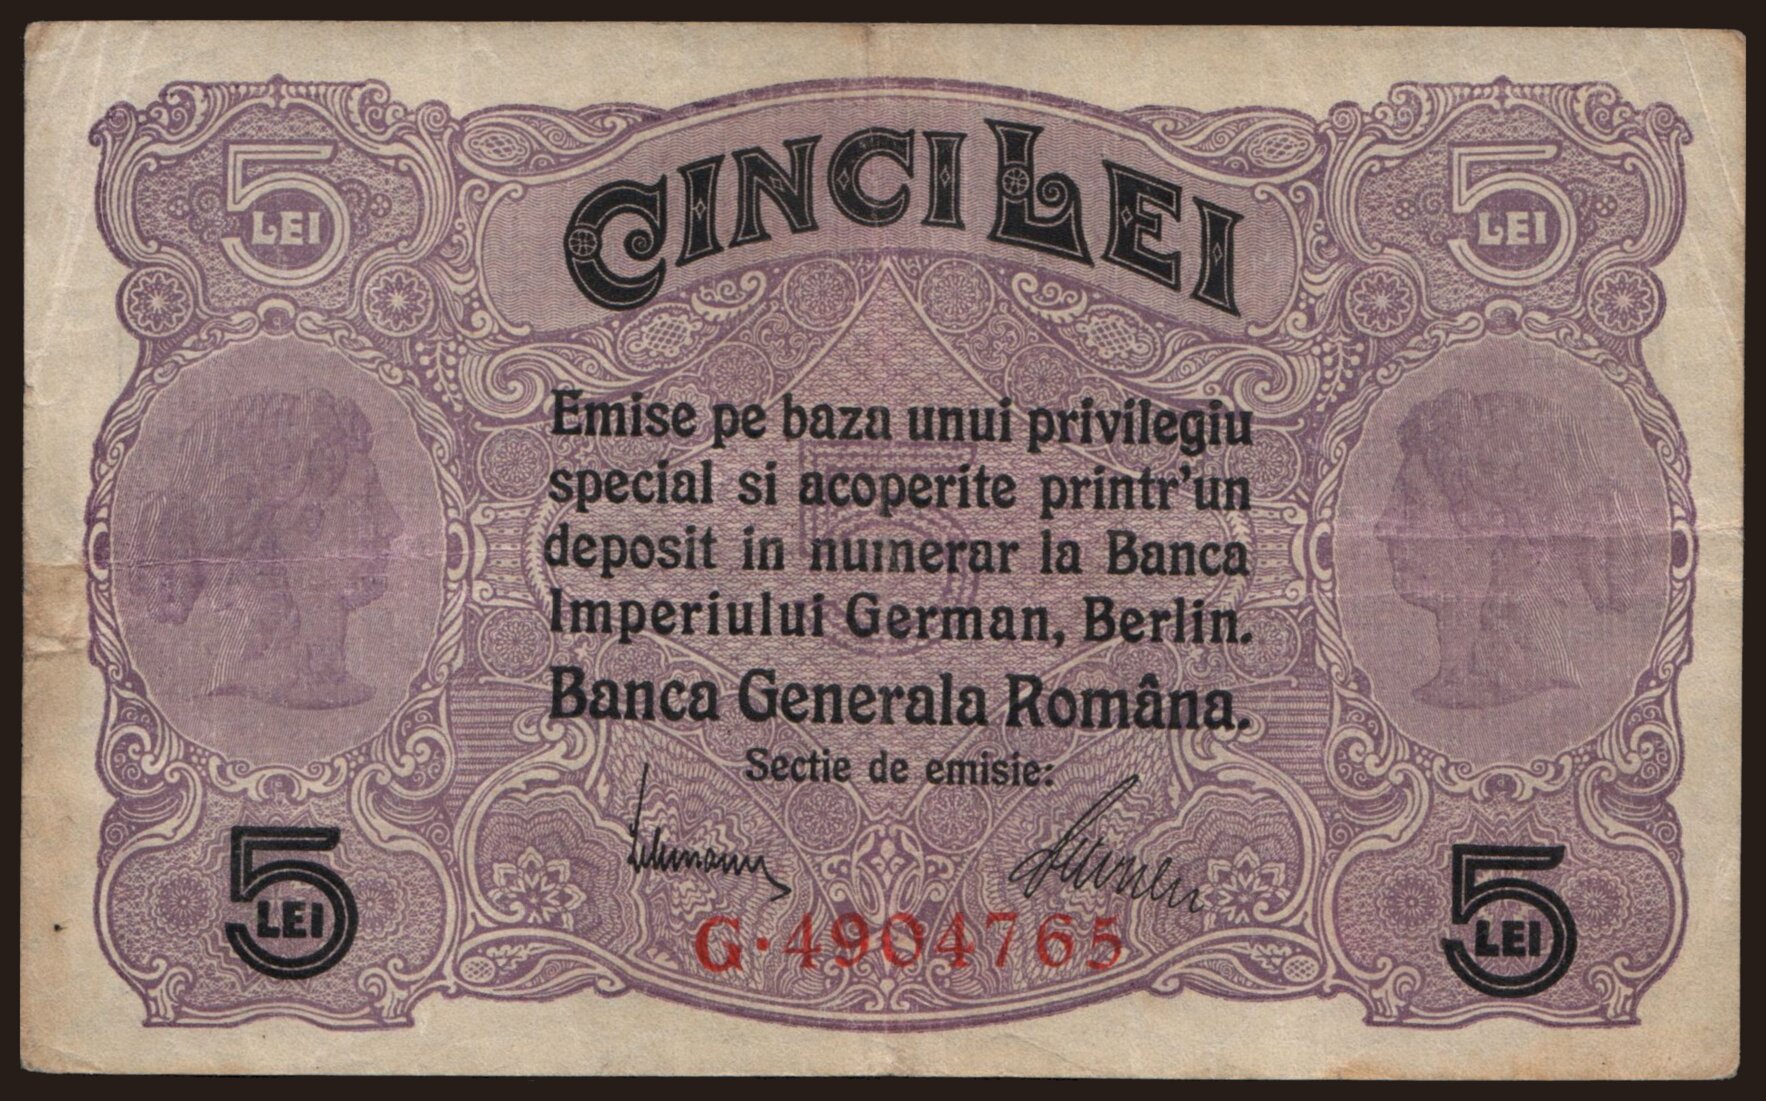 5 LEI
CINCI LEI
5 LEI
Emise pe baza unui privilegiu
special si acoperite printr'un
deposit in numerar la Banca
Imperiului German, Berlin.
Banca Generala Română.
Sectie de emisie:
5 LEI
G·4904765
5 LEI